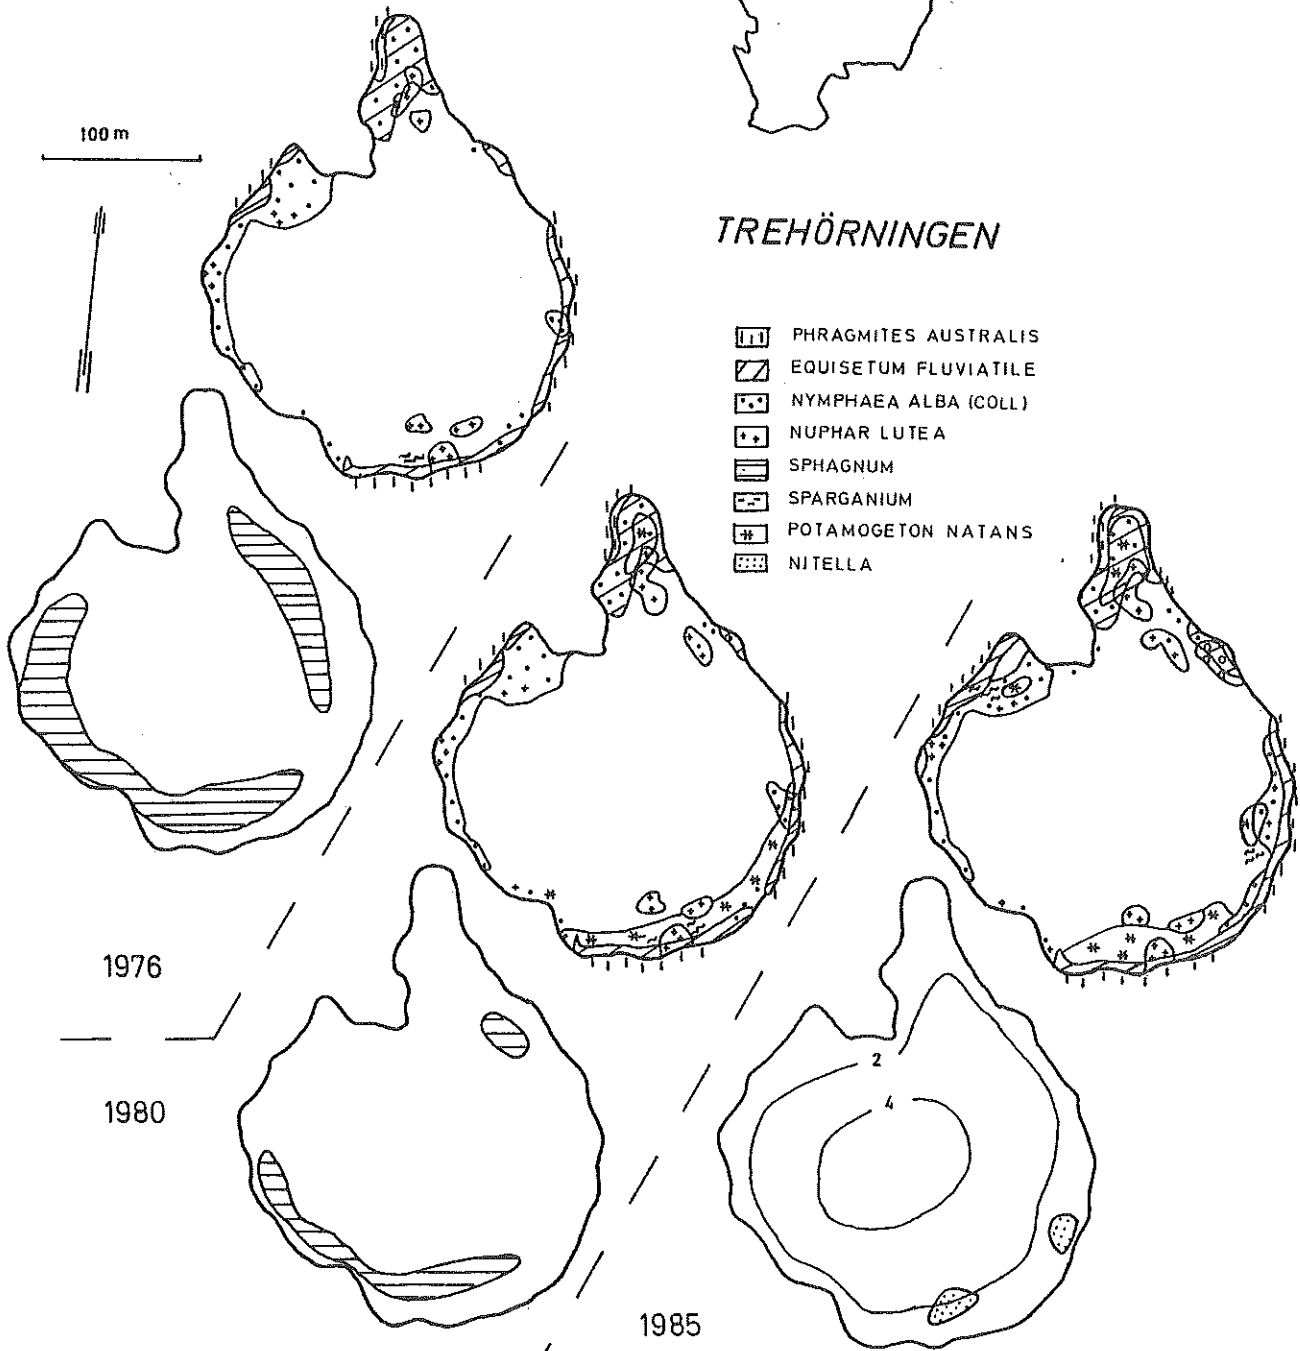 100 m
TREHÖRNINGEN
PHRAGMITES AUSTRALIS
EQUISETUM FLUVIATILE
NYMPHAEA ALBA (COLL)
NUPHAR LUTEA
SPHAGNUM
SPARGANIUM
POTAMOGETON NATANS
NITELLA
1976
1980
2
4
1985